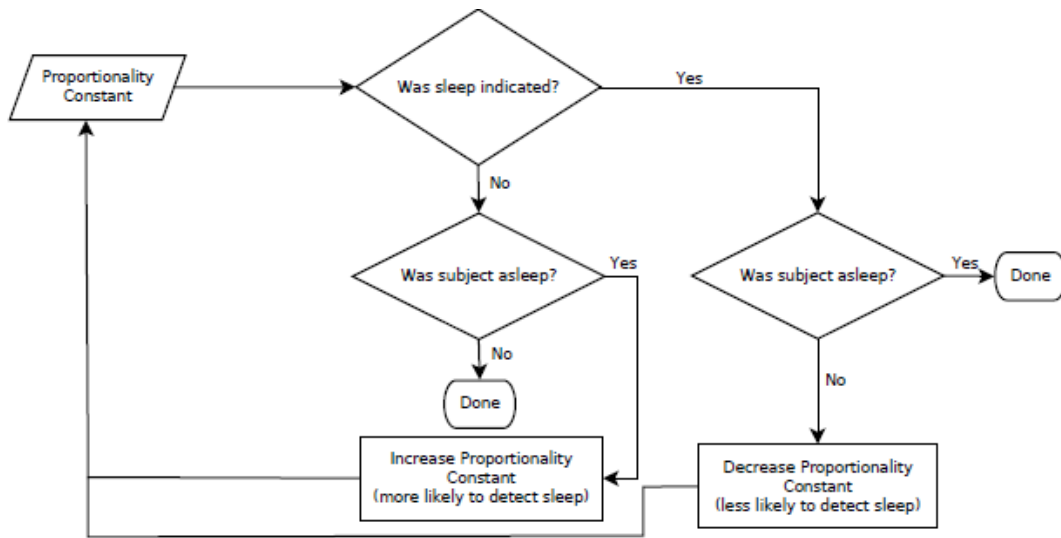 Proportionality
Constant
Was sleep indicated?
Yes
No
Was subject asleep?
Yes
Was subject asleep?
Yes
Done
No
Done
No
Increase Proportionality
Constant
(more likely to detect sleep)
Decrease Proportionality
Constant
(less likely to detect sleep)